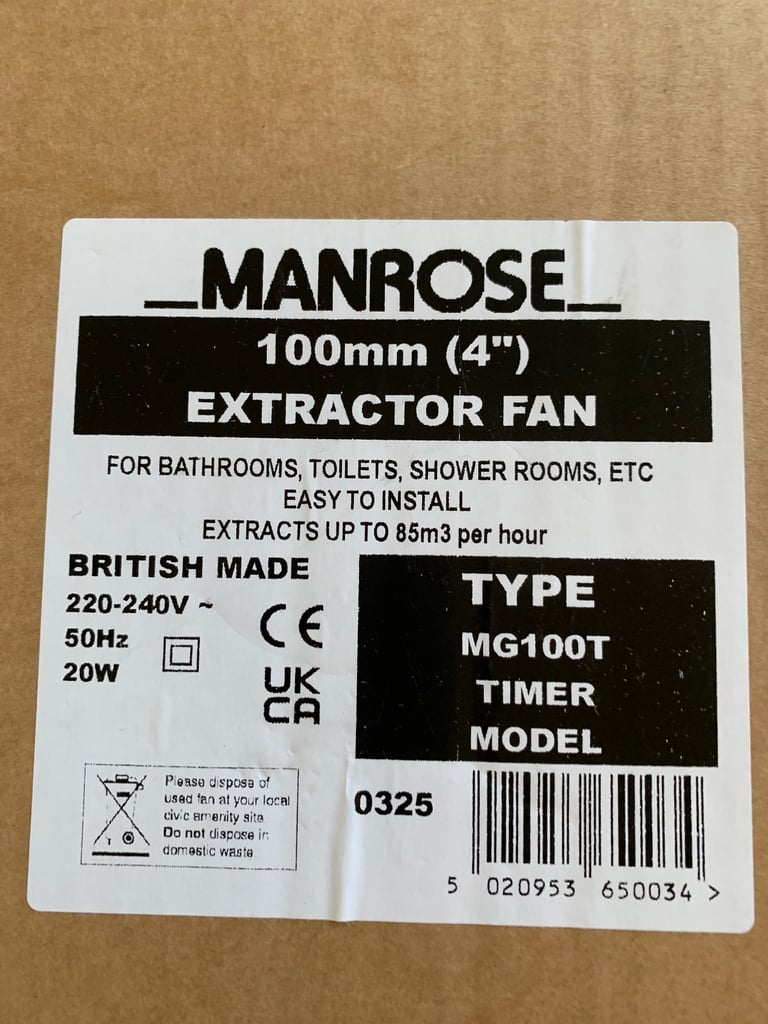 MANROSE
100mm (4")
EXTRACTOR FAN
FOR BATHROOMS, TOILETS, SHOWER ROOMS, ETC
EASY TO INSTALL
EXTRACTS UP TO 85m3 per hour
BRITISH MADE
220-240V ~
50Hz
20W
CE
UK
CA
TYPE
MG100T
TIMER
MODEL
Please dispose of
used fan at your local
civic amenity site
Do not dispose in
domestic waste
0325
5 020953 650034 >